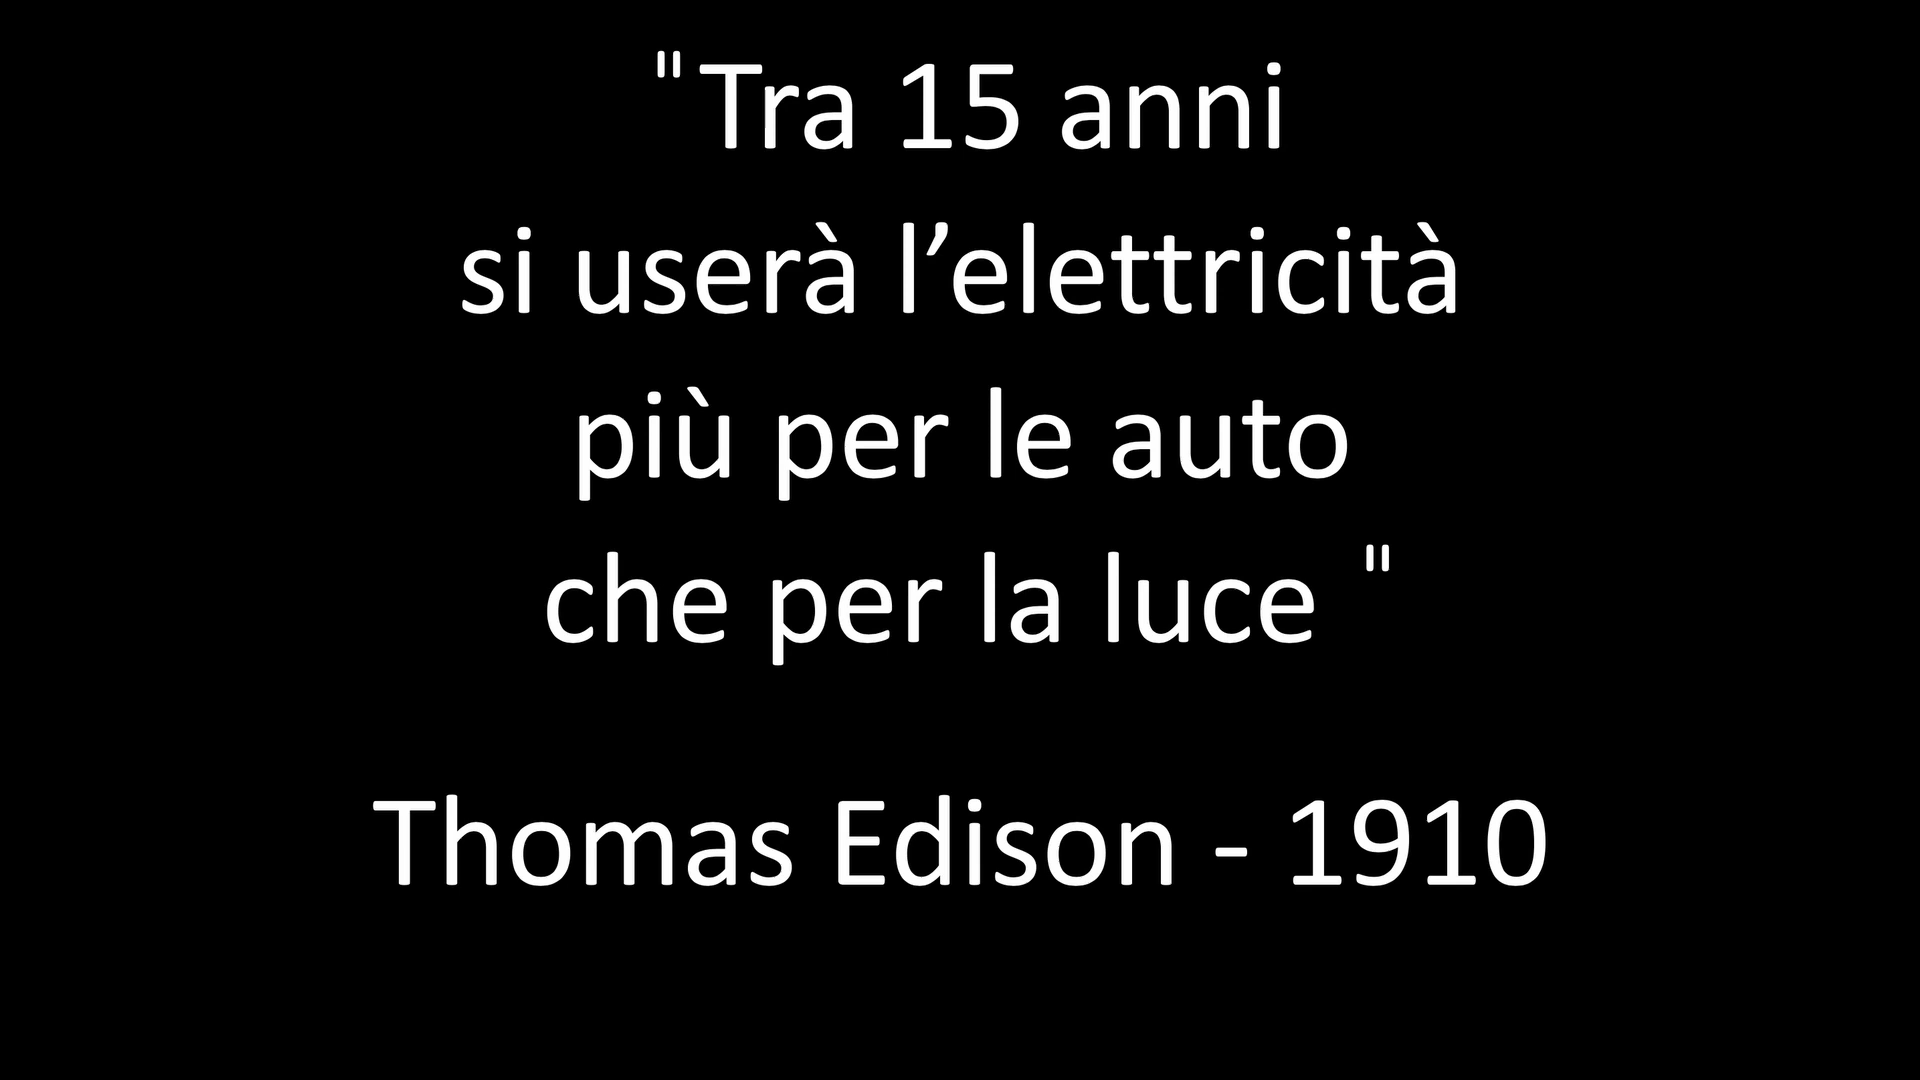 "Tra 15 anni
si userà l’elettricità
più per le auto
che per la luce "
Thomas Edison - 1910